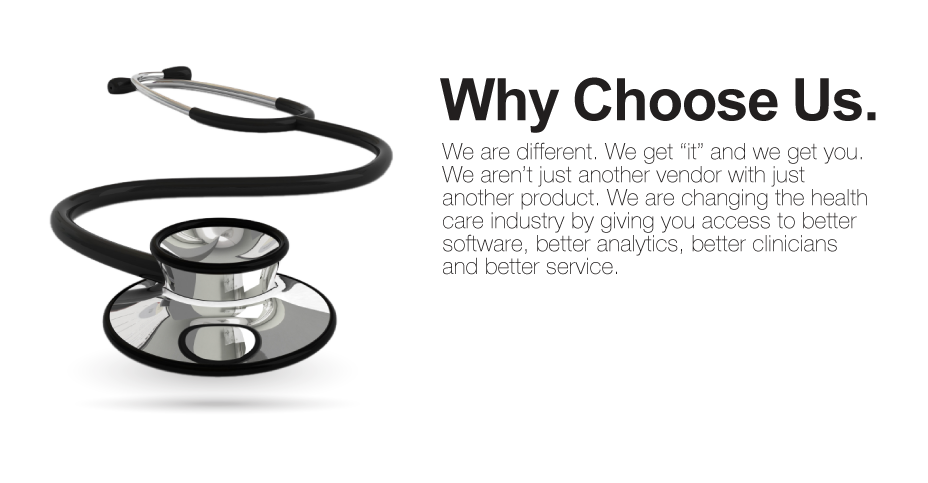 Why Choose Us.
We are different. We get “it” and we get you.
We aren’t just another vendor with just
another product. We are changing the health
care industry by giving you access to better
software, better analytics, better clinicians
and better service.